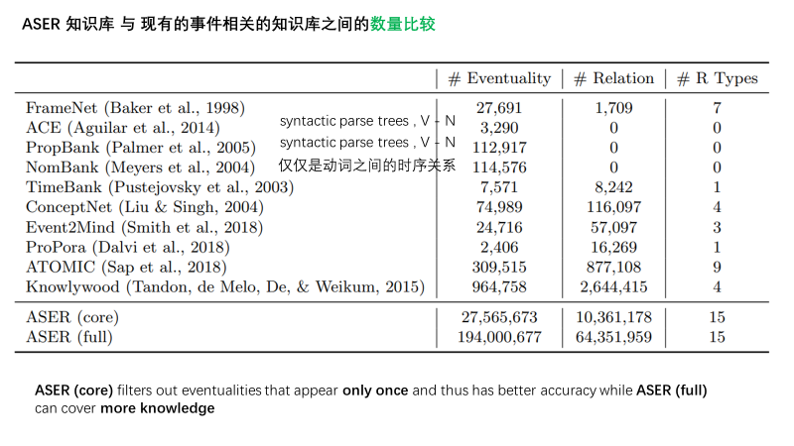 ASER 知识库 与 现有的事件相关的知识库之间的数量比较
# Eventuality # Relation # R Types
FrameNet (Baker et al., 1998) 27,691 1,709 7
ACE (Aguilar et al., 2014) syntactic parse trees , V - N 3,290 0 0
PropBank (Palmer et al., 2005) syntactic parse trees , V - N 112,917 0 0
NomBank (Meyers et al., 2004) 仅仅是动词之间的时序关系 114,576 0 0
TimeBank (Pustejovsky et al., 2003) 7,571 8,242 1
ConceptNet (Liu & Singh, 2004) 74,989 116,097 4
Event2Mind (Smith et al., 2018) 24,716 57,097 3
ProPora (Dalvi et al., 2018) 2,406 16,269 1
ATOMIC (Sap et al., 2018) 309,515 877,108 9
Knowlywood (Tandon, de Melo, De, & Weikum, 2015) 964,758 2,644,415 4
ASER (core) 27,565,673 10,361,178 15
ASER (full) 194,000,677 64,351,959 15
ASER (core) filters out eventualities that appear only once and thus has better accuracy while ASER (full)
can cover more knowledge